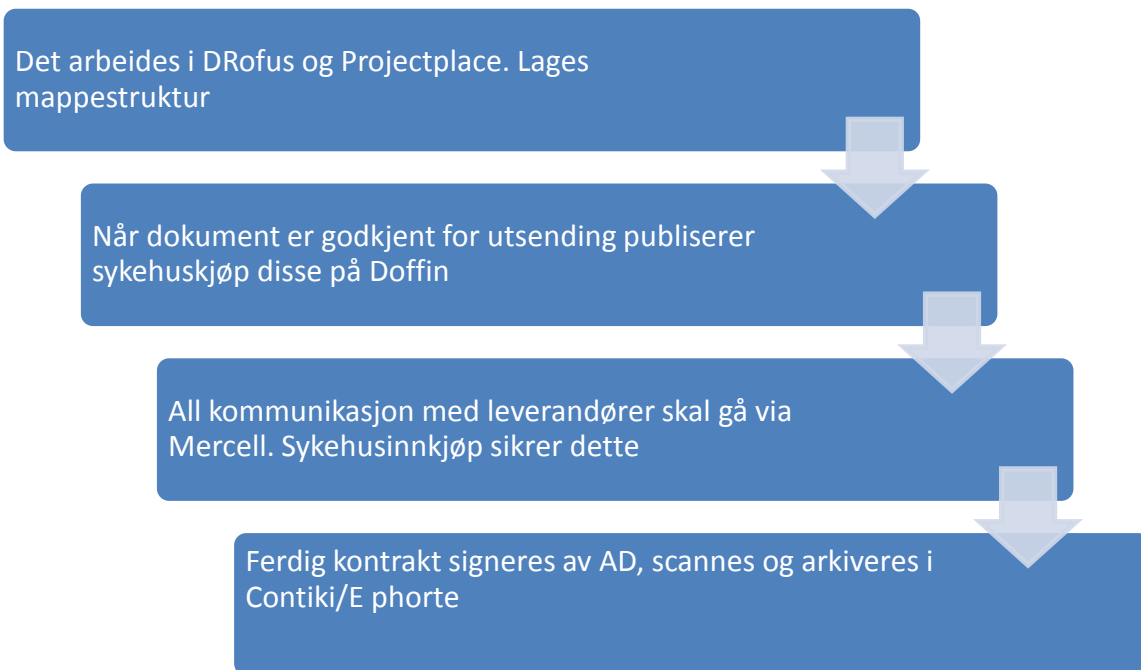 Det arbeides i DRofus og Projectplace. Lages
mappestruktur
Når dokument er godkjent for utsending publiserer
sykehuskjøp disse på Doffin
All kommunikasjon med leverandører skal gå via
Mercell. Sykehusinnkjøp sikrer dette
Ferdig kontrakt signeres av AD, scannes og arkiveres i
Contiki/E phorte